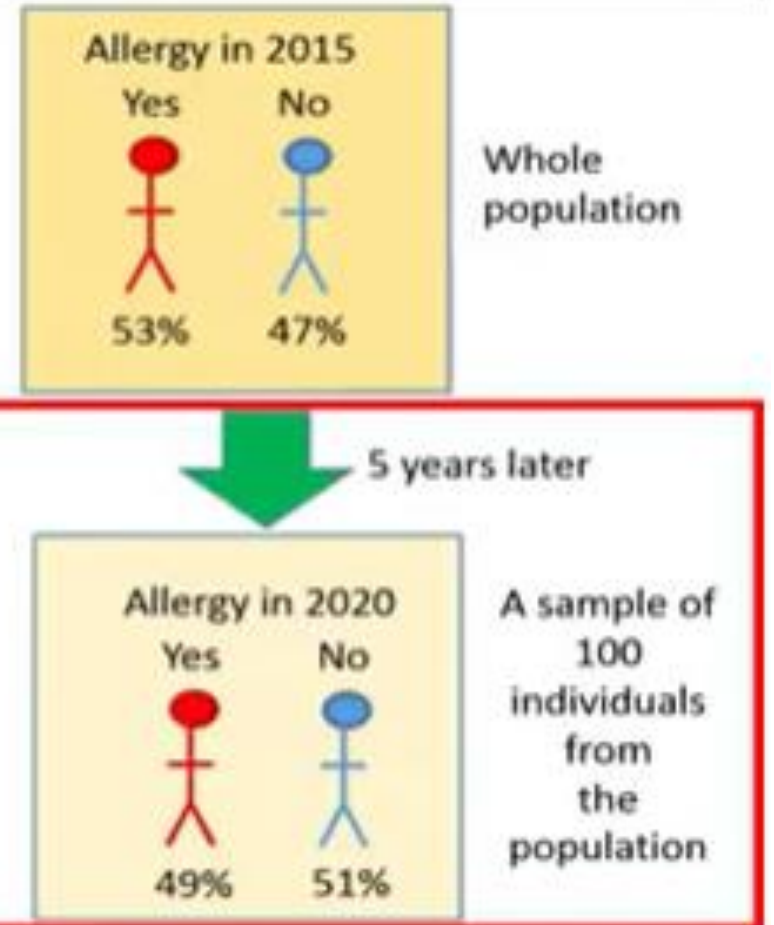 Allergy in 2015
Yes No
53% 47%
Whole
population
5 years later
Allergy in 2020
Yes No
49% 51%
A sample of
100
individuals
from
the
population